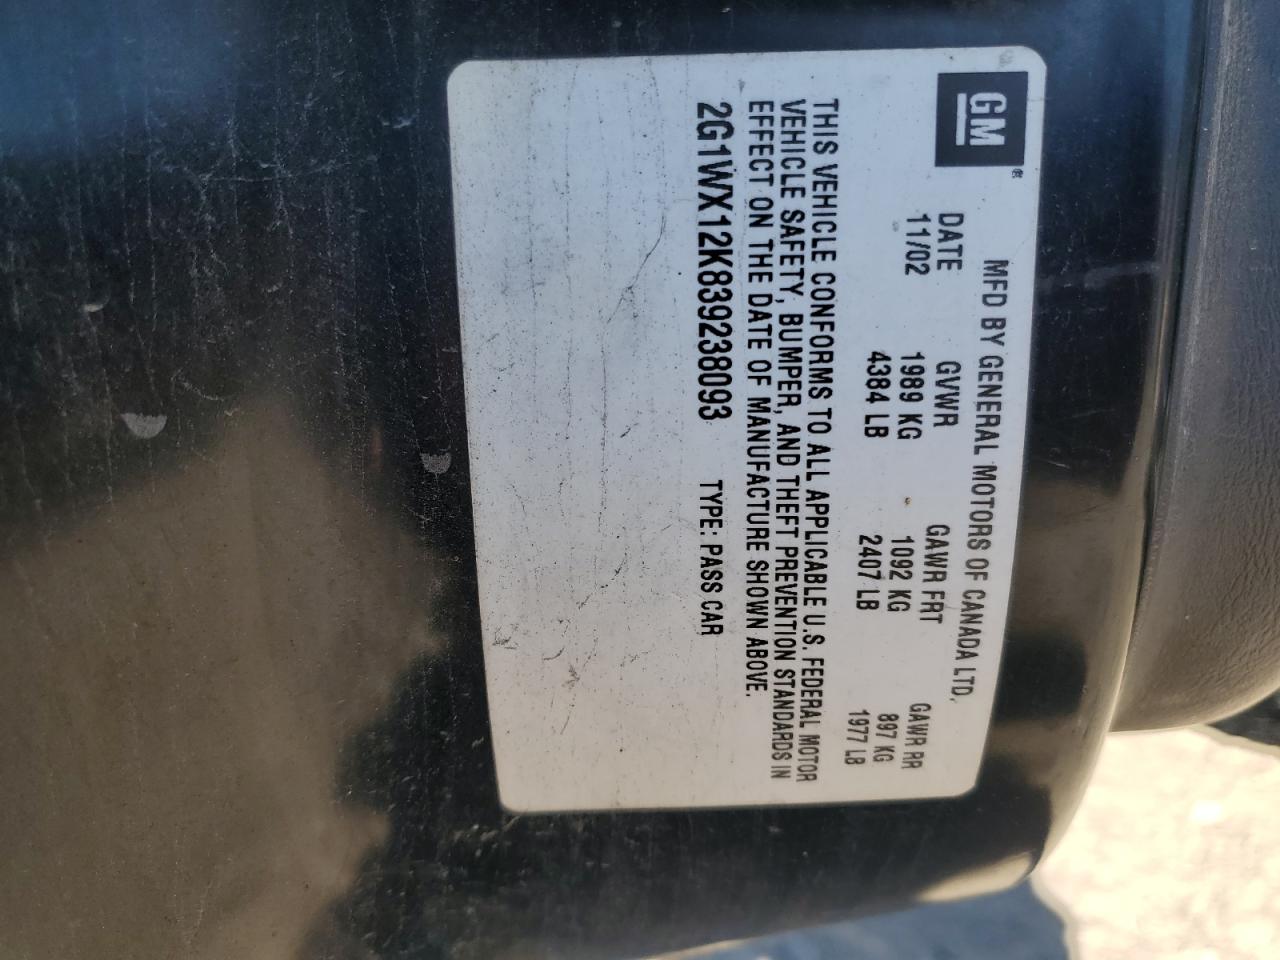 GM®
MFD BY GENERAL MOTORS OF CANADA LTD.
DATE GVWR GAWR FRT GAWR RR
11/02 1989 KG 1092 KG 897 KG
4384 LB 2407 LB 1977 LB
THIS VEHICLE CONFORMS TO ALL APPLICABLE U.S. FEDERAL MOTOR
VEHICLE SAFETY, BUMPER, AND THEFT PREVENTION STANDARDS IN
EFFECT ON THE DATE OF MANUFACTURE SHOWN ABOVE.
2G1WX12K839238093 TYPE: PASS CAR